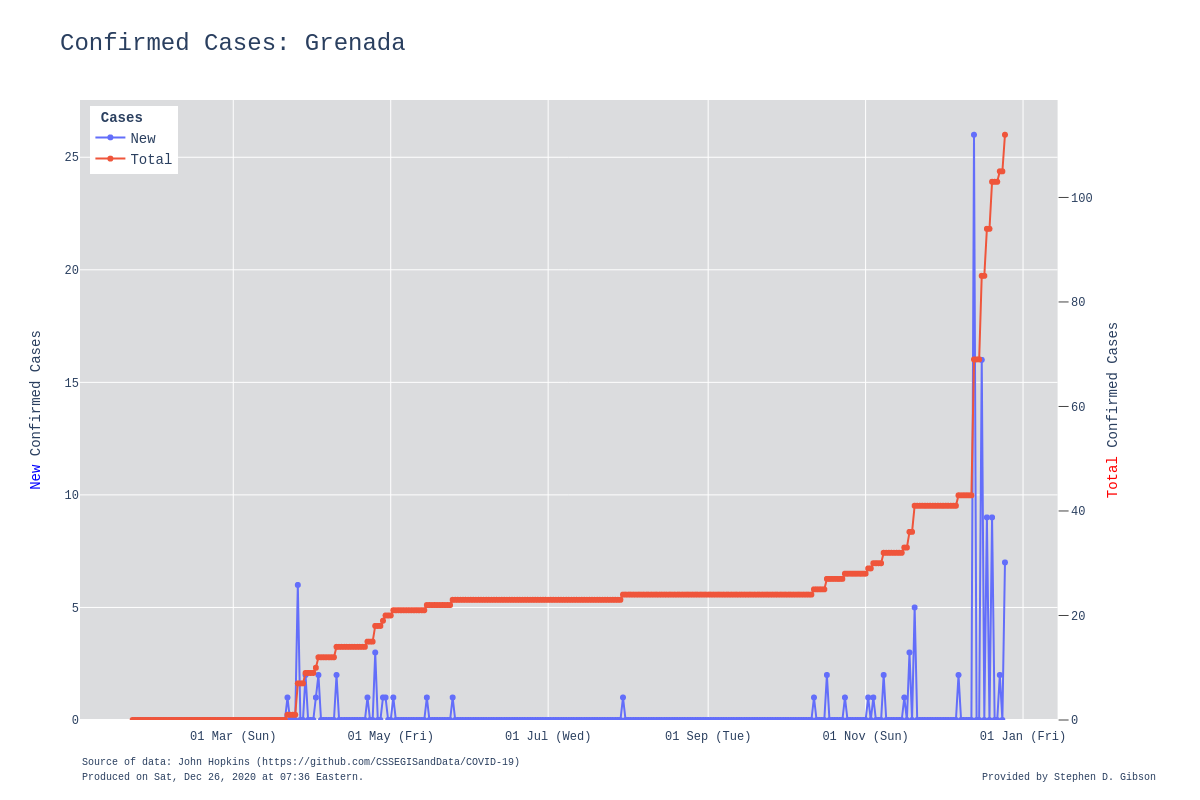 Confirmed Cases: Grenada
Cases
New
Total
25
20
15
10
5
0
100
80
60
40
20
0
New Confirmed Cases
Total Confirmed Cases
01 Mar (Sun)
01 May (Fri)
01 Jul (Wed)
01 Sep (Tue)
01 Nov (Sun)
01 Jan (Fri)
Source of data: John Hopkins (https://github.com/CSSEGISandData/COVID-19)
Produced on Sat, Dec 26, 2020 at 07:36 Eastern.
Provided by Stephen D. Gibson